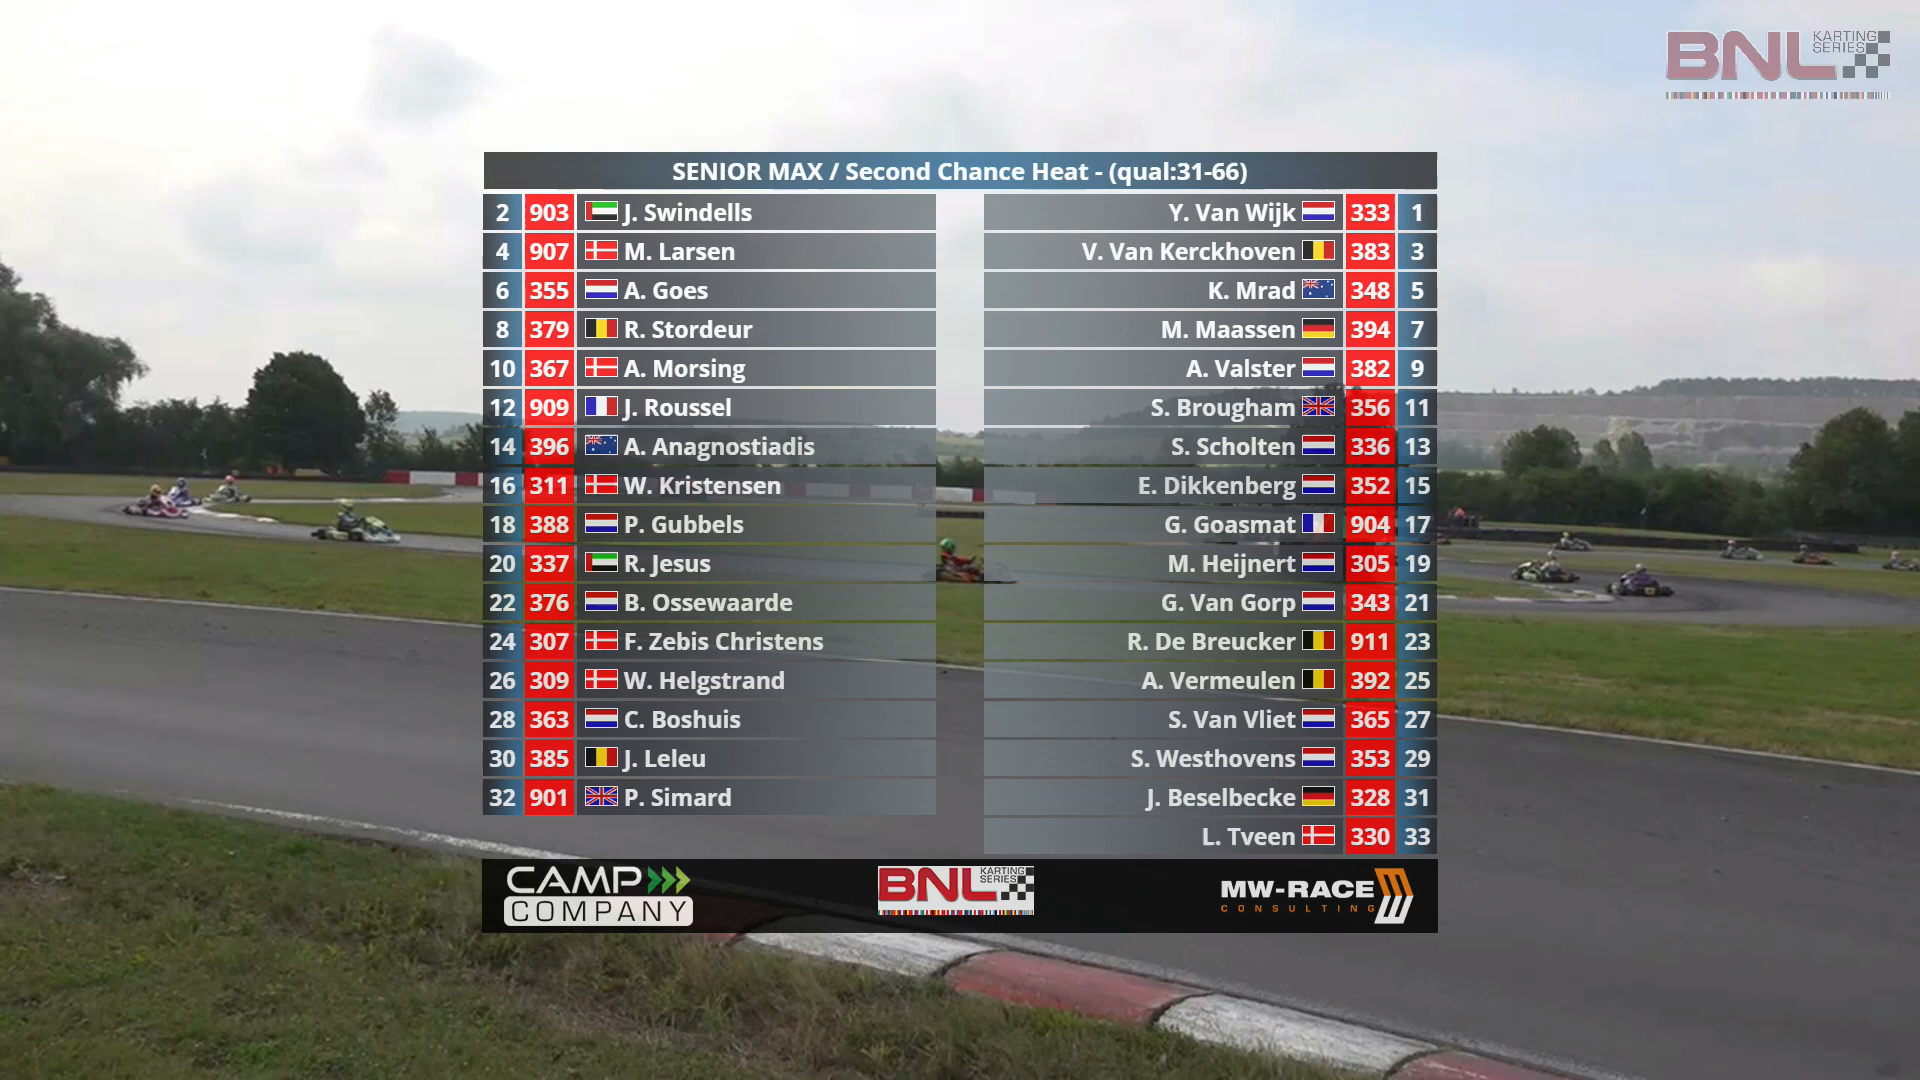 BNL KARTING SERIES
SENIOR MAX / Second Chance Heat - (qual:31-66)
2 903 J. Swindells Y. Van Wijk 333 1
4 907 M. Larsen V. Van Kerckhoven 383 3
6 355 A. Goes K. Mrad 348 5
8 379 R. Stordeur M. Maassen 394 7
10 367 A. Morsing A. Valster 382 9
12 909 J. Roussel S. Brougham 356 11
14 396 A. Anagnostiadis S. Scholten 336 13
16 311 W. Kristensen E. Dikkenberg 352 15
18 388 P. Gubbels G. Goasmat 904 17
20 337 R. Jesus M. Heijnert 305 19
22 376 B. Ossewaarde G. Van Gorp 343 21
24 307 F. Zebis Christens R. De Breucker 911 23
26 309 W. Helgstrand A. Vermeulen 392 25
28 363 C. Boshuis S. Van Vliet 365 27
30 385 J. Leleu S. Westhovens 353 29
32 901 P. Simard J. Beselbecke 328 31
L. Tveen 330 33
CAMP COMPANY
BNL KARTING SERIES
MW-RACE CONSULTING